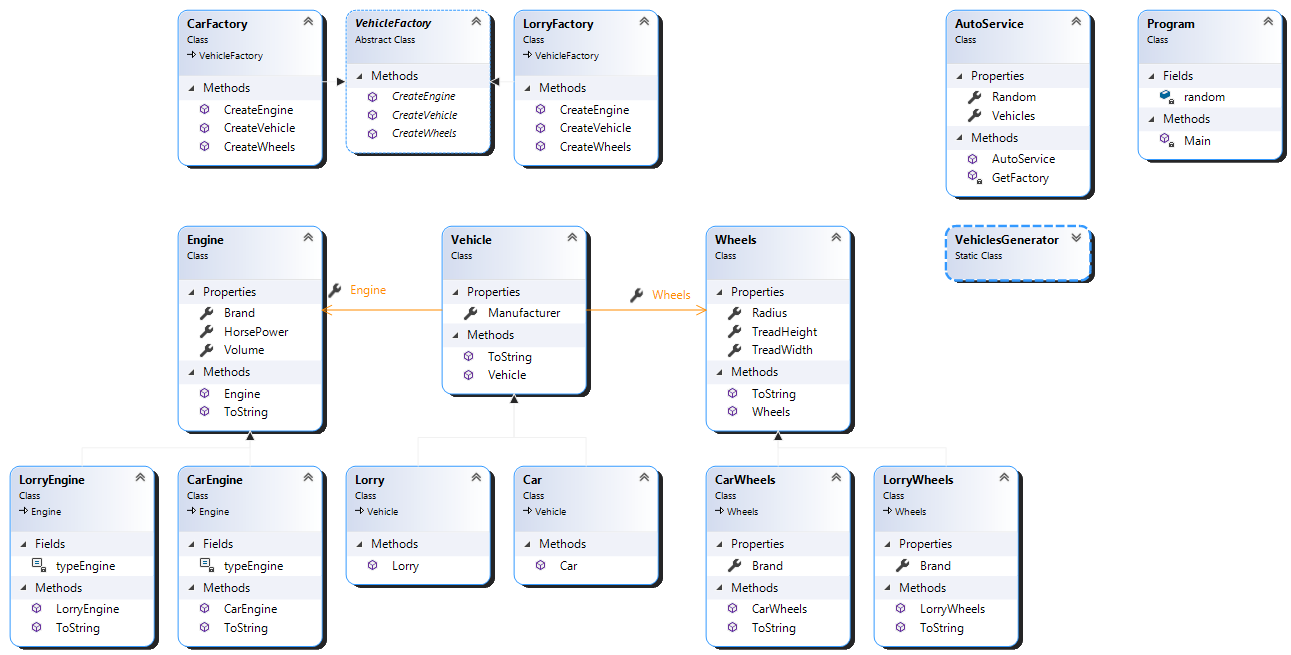 CarFactory
Class
VehicleFactory
Methods
CreateEngine
CreateVehicle
CreateWheels
VehicleFactory
Abstract Class
Methods
CreateEngine
CreateVehicle
CreateWheels
LorryFactory
Class
VehicleFactory
Methods
CreateEngine
CreateVehicle
CreateWheels
AutoService
Class
Properties
Random
Vehicles
Methods
AutoService
GetFactory
Program
Class
Fields
random
Methods
Main
Engine
Class
Properties
Brand
HorsePower
Volume
Methods
Engine
ToString
Engine
Vehicle
Class
Properties
Manufacturer
Methods
ToString
Vehicle
Wheels
Wheels
Class
Properties
Radius
TreadHeight
TreadWidth
Methods
ToString
Wheels
VehiclesGenerator
Static Class
LorryEngine
Class
Engine
Fields
typeEngine
Methods
LorryEngine
ToString
CarEngine
Class
Engine
Fields
typeEngine
Methods
CarEngine
ToString
Lorry
Class
Vehicle
Methods
Lorry
Car
Class
Vehicle
Methods
Car
CarWheels
Class
Wheels
Properties
Brand
Methods
CarWheels
ToString
LorryWheels
Class
Wheels
Properties
Brand
Methods
LorryWheels
ToString